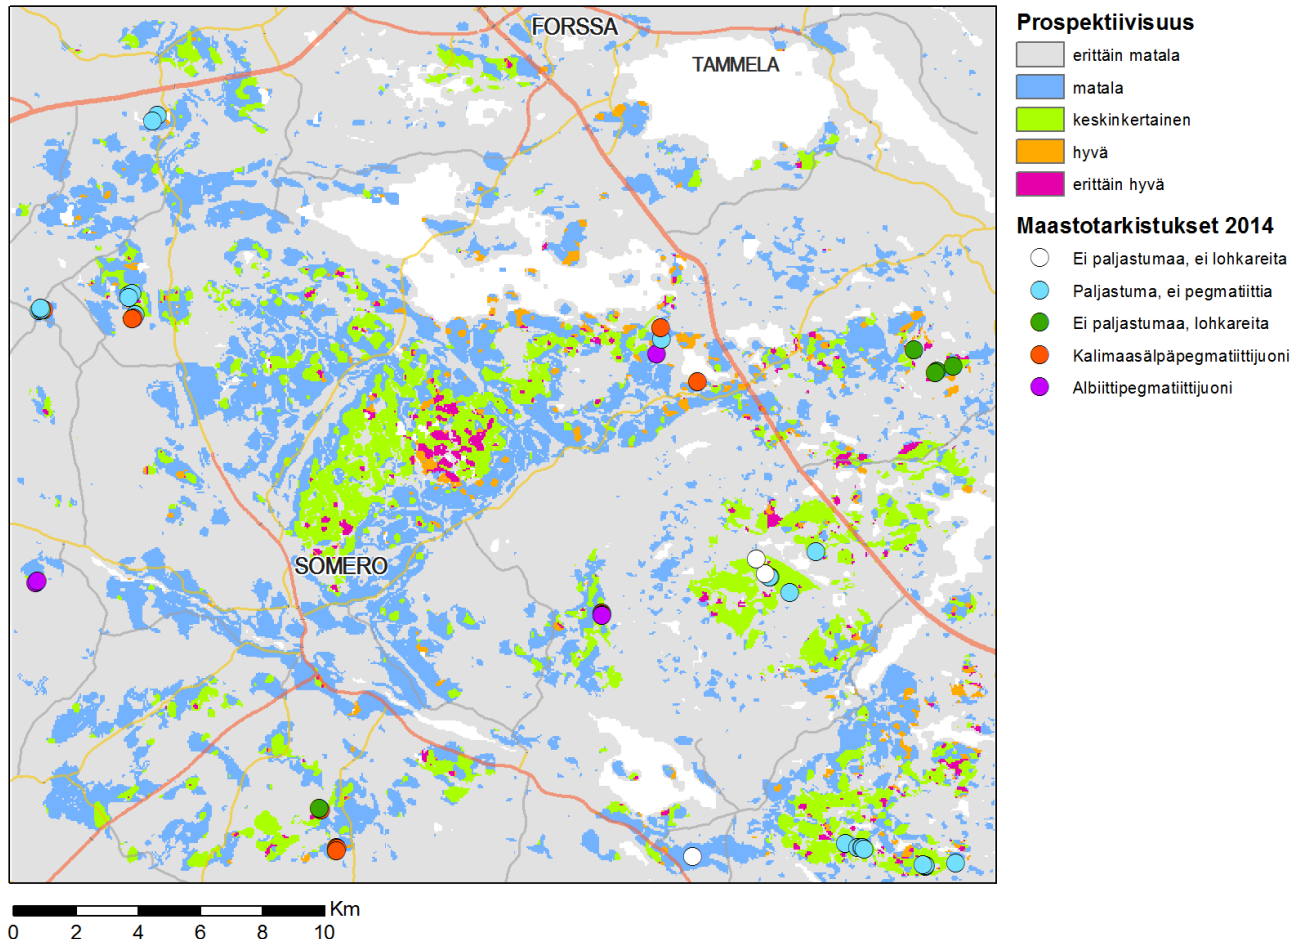 FORSSA
TAMMELA
SOMERO
Prospektiivisuus
erittäin matala
matala
keskinkertainen
hyvä
erittäin hyvä
Maastotarkistukset 2014
Ei paljastumaa, ei lohkareita
Paljastuma, ei pegmatiittia
Ei paljastumaa, lohkareita
Kalimaasälpäpegmatiittijuoni
Albiittipegmatiittijuoni
Km
0 2 4 6 8 10